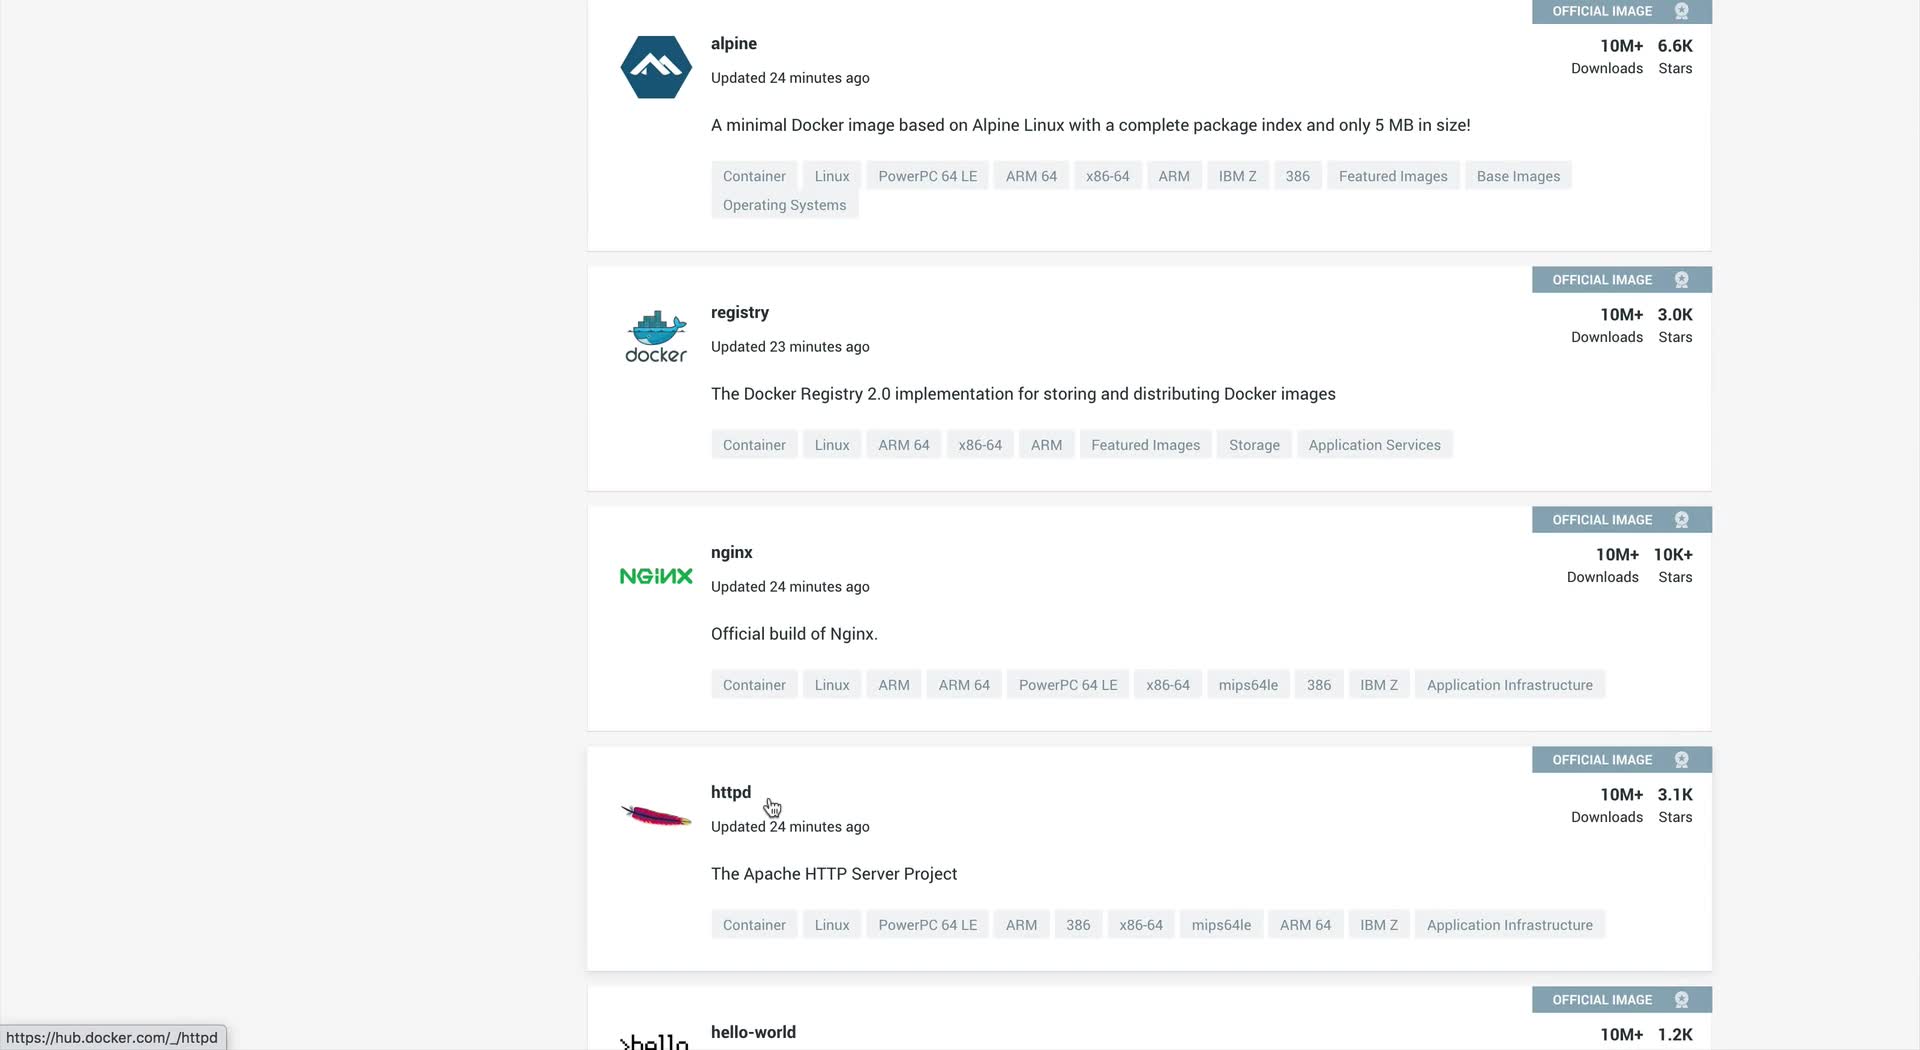 OFFICIAL IMAGE
alpine
10M+ 6.6K
Updated 24 minutes ago
Downloads Stars
A minimal Docker image based on Alpine Linux with a complete package index and only 5 MB in size!
Container Linux PowerPC 64 LE ARM 64 x86-64 ARM IBM Z 386 Featured Images Base Images
Operating Systems
OFFICIAL IMAGE
registry
10M+ 3.0K
docker
Updated 23 minutes ago
Downloads Stars
The Docker Registry 2.0 implementation for storing and distributing Docker images
Container Linux ARM 64 x86-64 ARM Featured Images Storage Application Services
OFFICIAL IMAGE
nginx
10M+ 10K+
NGINX
Updated 24 minutes ago
Downloads Stars
Official build of Nginx.
Container Linux ARM ARM 64 PowerPC 64 LE x86-64 mips64le 386 IBM Z Application Infrastructure
OFFICIAL IMAGE
httpd
10M+ 3.1K
Updated 24 minutes ago
Downloads Stars
The Apache HTTP Server Project
Container Linux PowerPC 64 LE ARM 386 x86-64 mips64le ARM 64 IBM Z Application Infrastructure
OFFICIAL IMAGE
hello-world
10M+ 1.2K
>hello
https://hub.docker.com/_/httpd